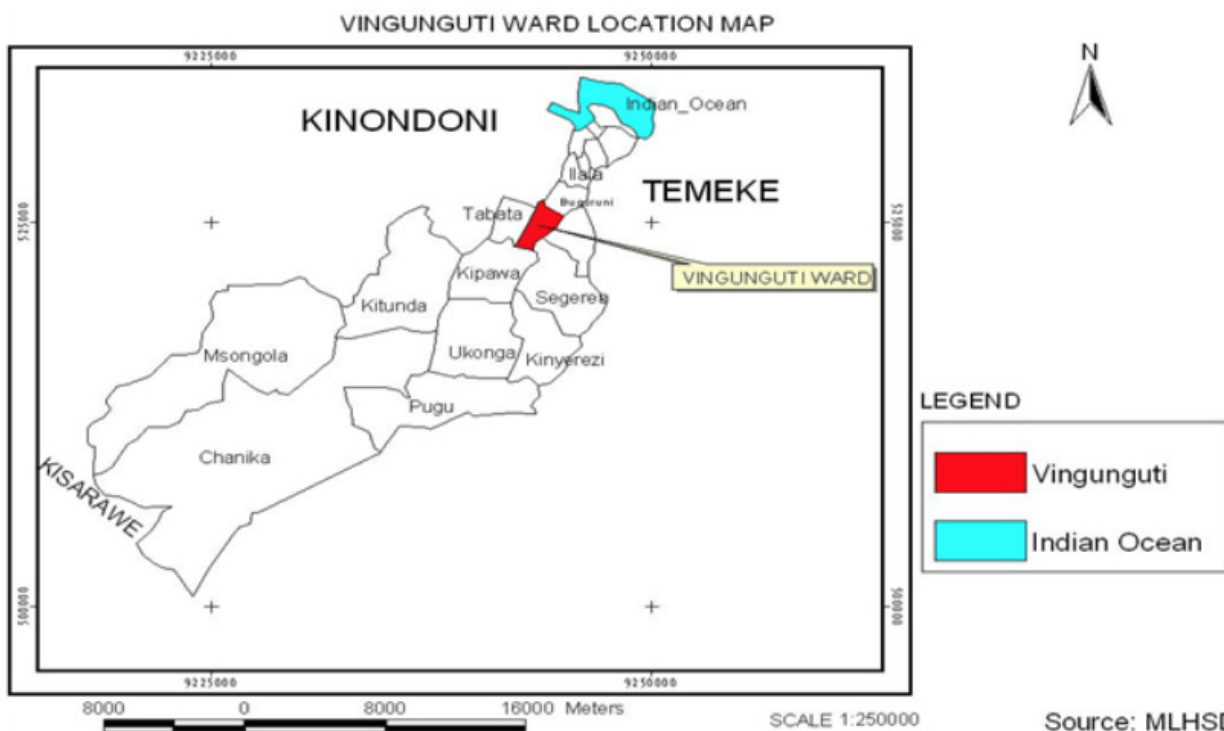 VINGUNGUTI WARD LOCATION MAP
9225000 9250000
N
Indian_Ocean
KINONDONI
Ilala
TEMEKE
Buguruni
Tabata
525000 525000
VINGUNGUTI WARD
Kipawa
Segerea
Kitunda
Msongola
Ukonga
Kinyerezi
Pugu
LEGEND
Chanika
KISARAWE
Vingunguti
Indian Ocean
500000 500000
9225000 9250000
8000 0 8000 16000 Meters
SCALE 1:250000
Source: MLHSD